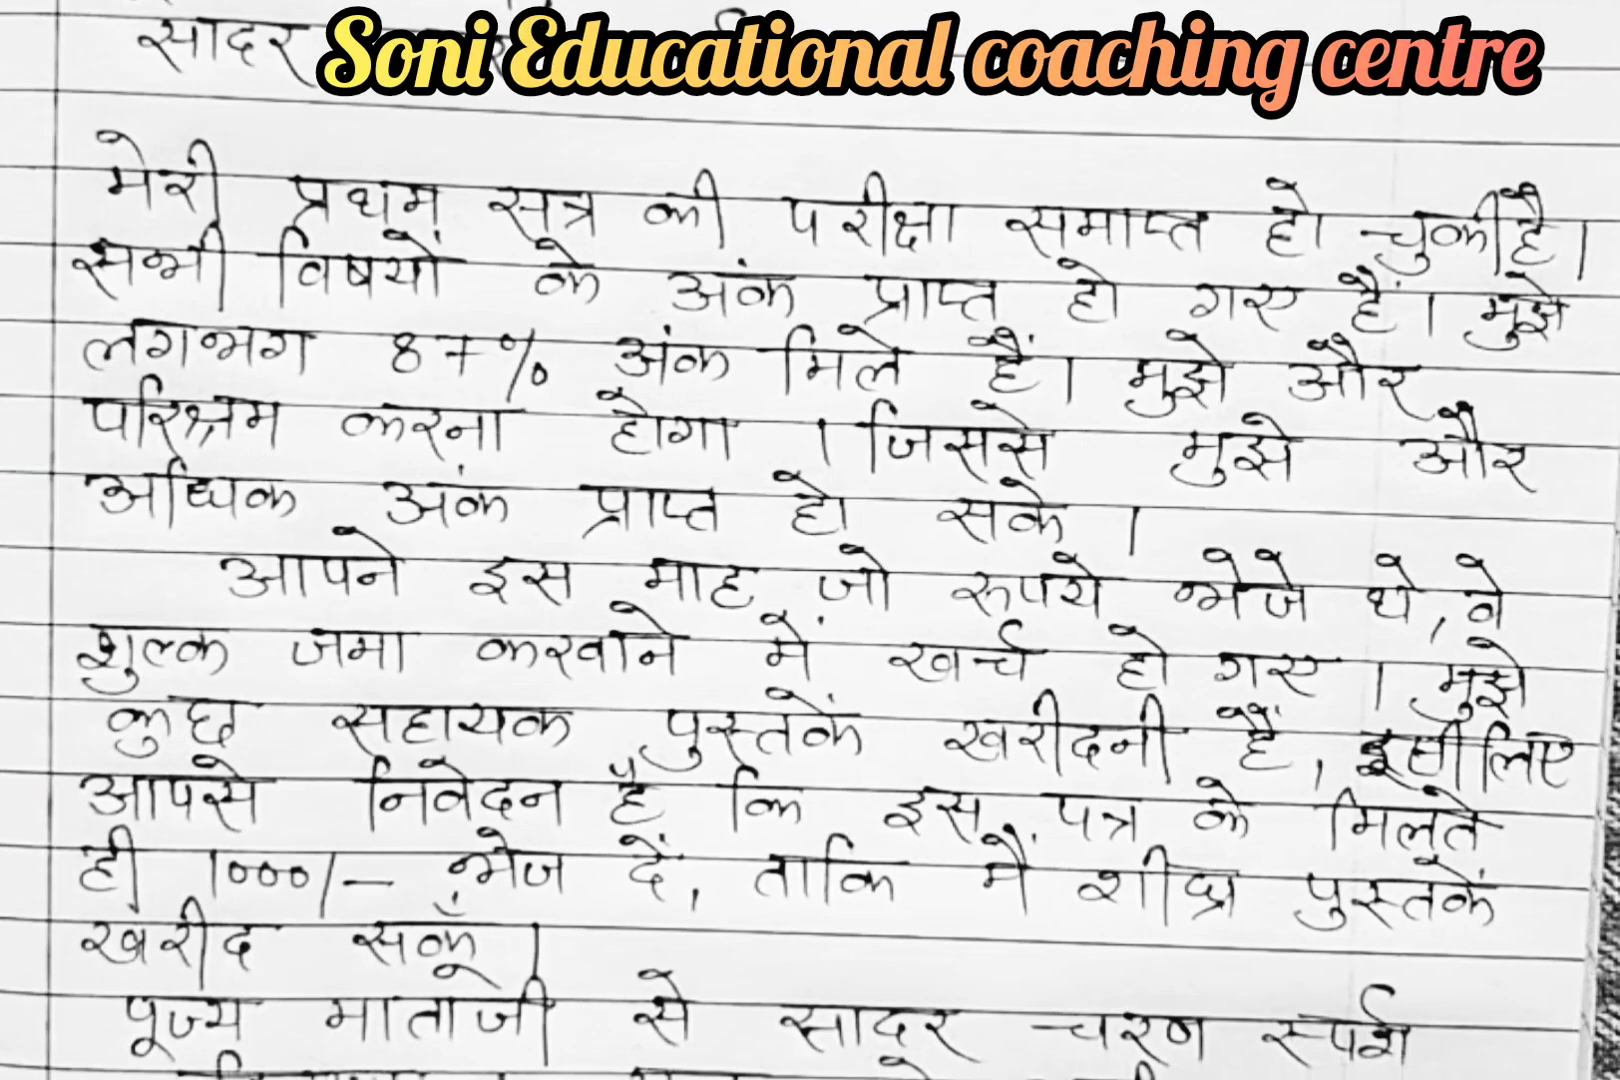 Soni Educational coaching centre
सादर
मेरी प्रथम सत्र की परीक्षा समाप्त हो चुकी है।
सभी विषयों के अंक प्राप्त हो गए हैं। मुझे
लगभग 87% अंक मिले हैं। मुझे और
परिश्रम करना होगा । जिससे मुझे और
अधिक अंक प्राप्त हो सके ।
आपने इस माह जो रुपये भेजे थे, वे
शुल्क जमा करवाने में खर्च हो गए । मुझे
कुछ सहायक पुस्तकें खरीदनी हैं, इसीलिए
आपसे निवेदन है कि इस पत्र के मिलते
ही 1000/- भेज दें, ताकि मैं शीघ्र पुस्तकें
खरीद सकूँ ।
पूज्य माताजी से सादर चरण स्पर्श